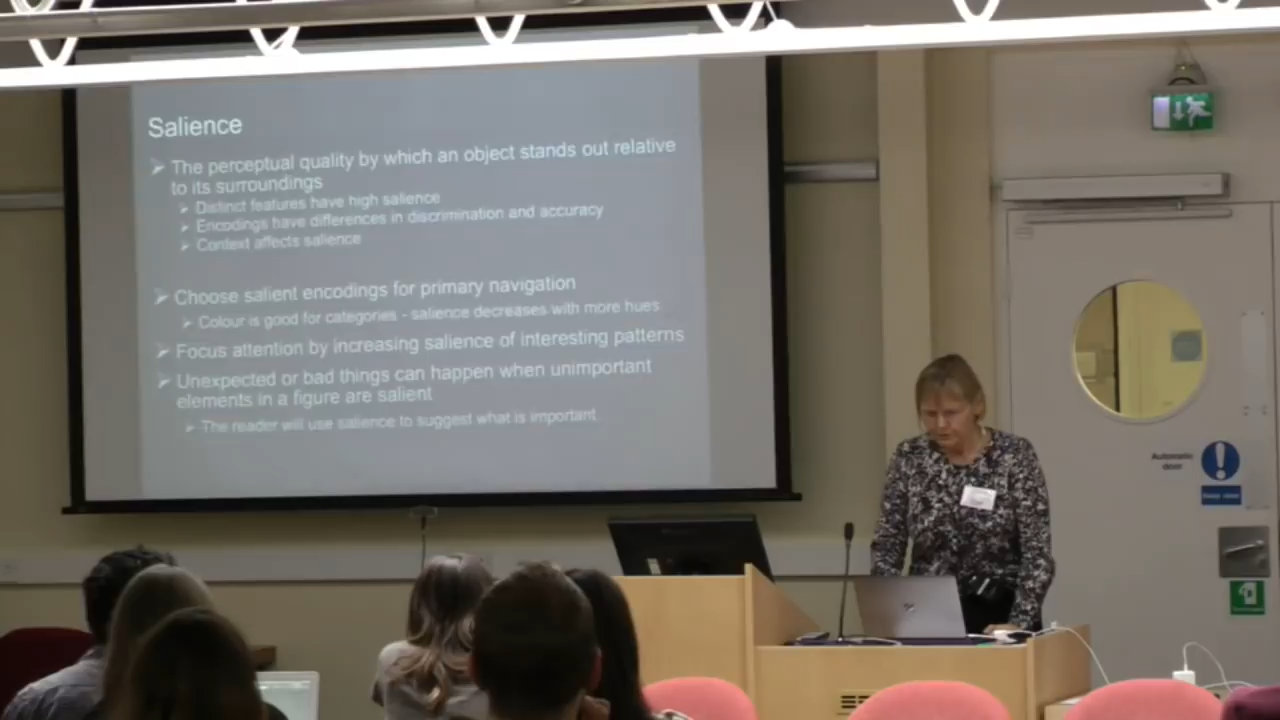 Salience
The perceptual quality by which an object stands out relative
to its surroundings
Distinct features have high salience
Encodings have differences in discrimination and accuracy
Context affects salience
Choose salient encodings for primary navigation
Colour is good for categories - salience decreases with more hues
Focus attention by increasing salience of interesting patterns
Unexpected or bad things can happen when unimportant
elements in a figure are salient
The reader will use salience to suggest what is important
Automatic
door